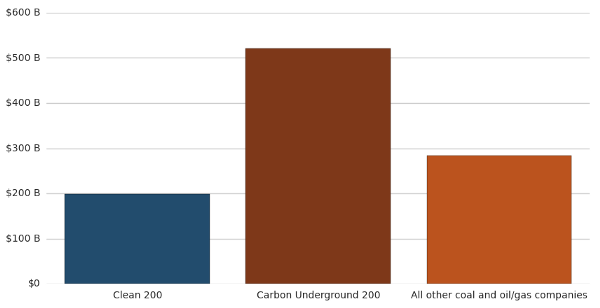 $600 B
$500 B
$400 B
$300 B
$200 B
$100 B
$0
Clean 200 Carbon Underground 200 All other coal and oil/gas companies